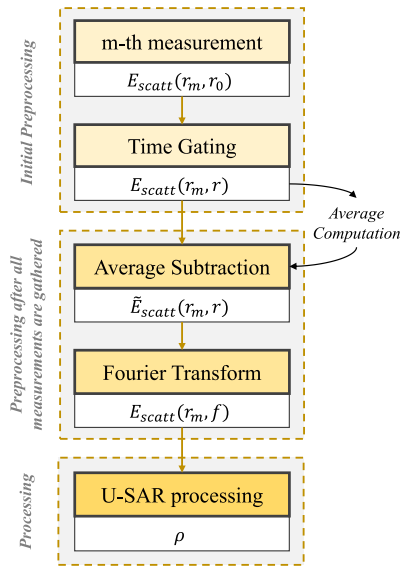 Initial Preprocessing
m-th measurement
E_scatt(r_m, r_0)
Time Gating
E_scatt(r_m, r)
Average
Computation
Preprocessing after all
measurements are gathered
Average Subtraction
Ẽ_scatt(r_m, r)
Fourier Transform
E_scatt(r_m, f)
Processing
U-SAR processing
ρ